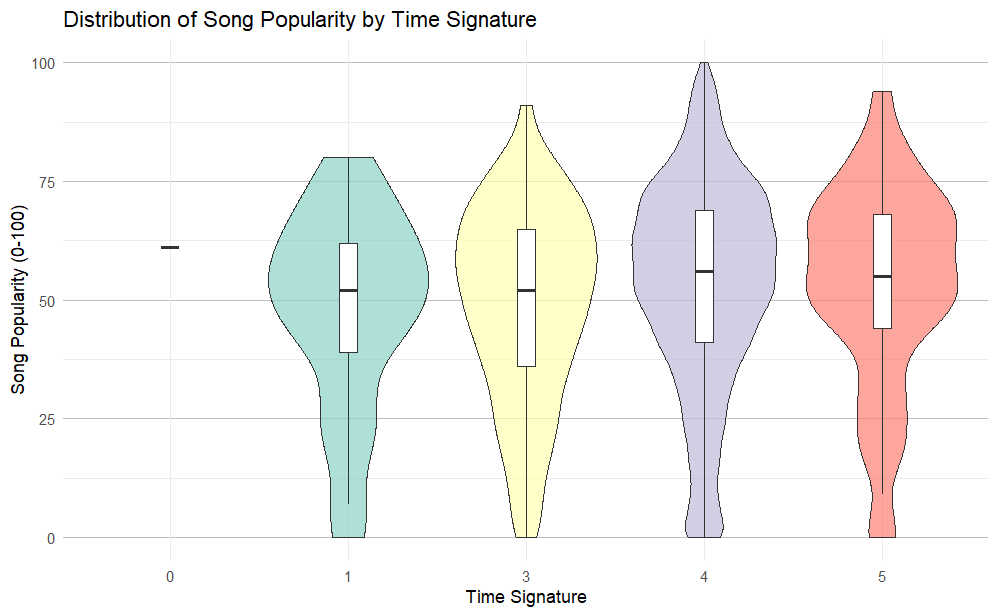 Distribution of Song Popularity by Time Signature
Song Popularity (0-100)
100
75
50
25
0
0 1 3 4 5
Time Signature